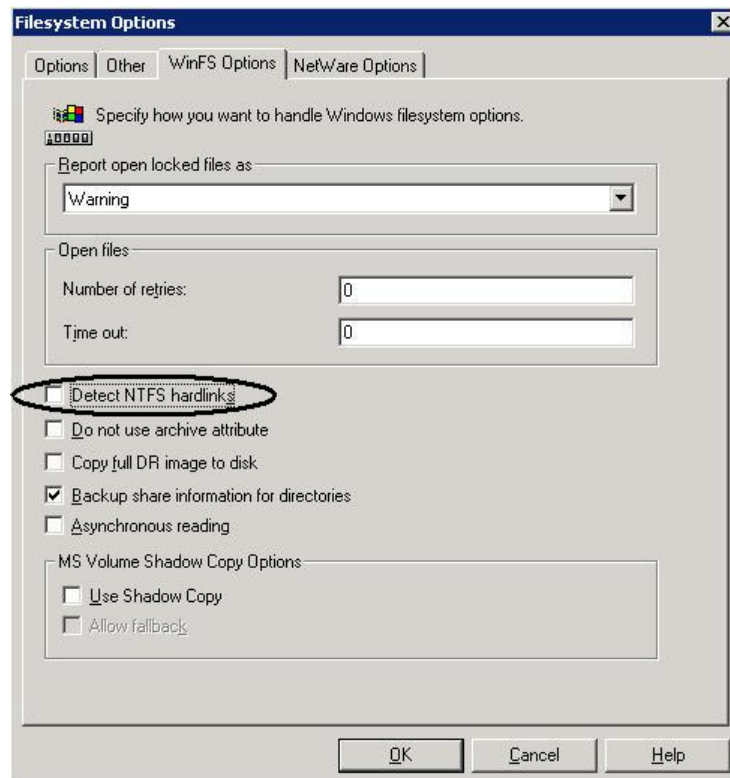 Filesystem Options
Options Other WinFS Options NetWare Options
Specify how you want to handle Windows filesystem options.
Report open locked files as
Warning
Open files
Number of retries: 0
Time out: 0
Detect NTFS hardlinks
Do not use archive attribute
Copy full DR image to disk
Backup share information for directories
Asynchronous reading
MS Volume Shadow Copy Options
Use Shadow Copy
Allow fallback
OK Cancel Help